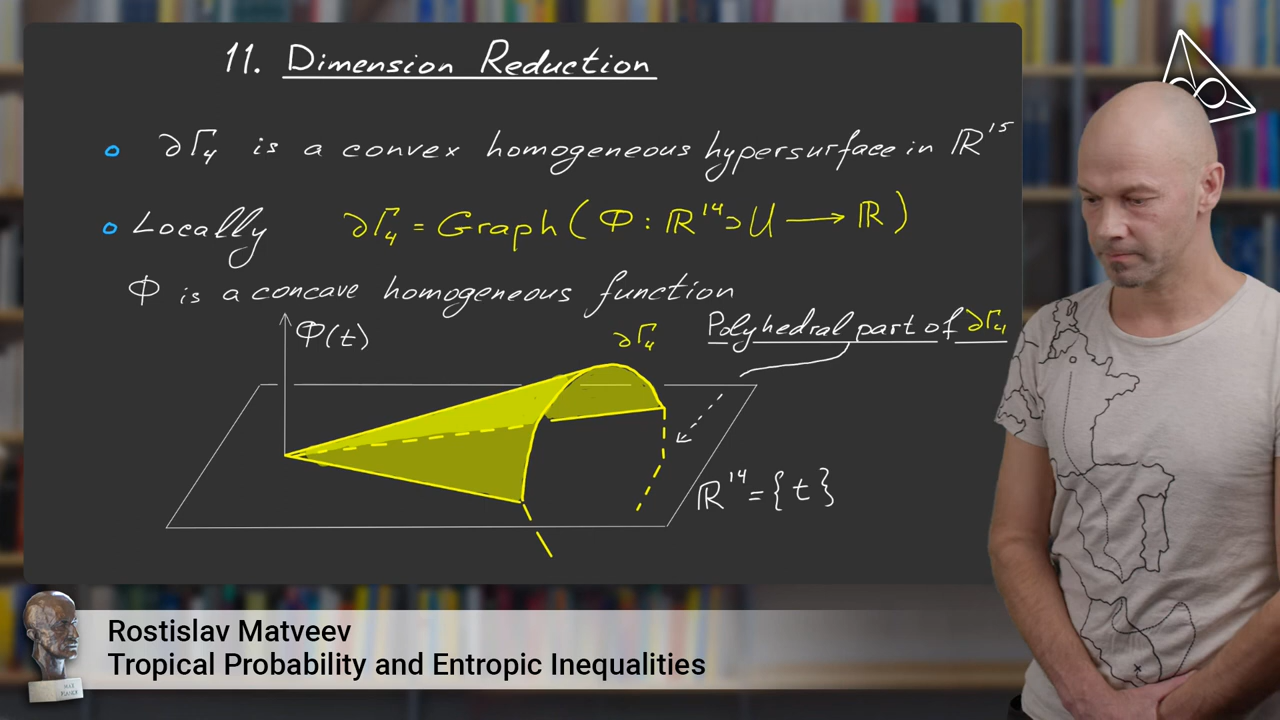 11. Dimension Reduction
∂Γ₄ is a convex homogeneous hypersurface in ℝ¹⁵
Locally ∂Γ₄ = Graph (Φ : ℝ¹⁴ ⊃ U ⟶ ℝ)
Φ is a concave homogeneous function
Polyhedral part of ∂Γ₄
Φ(t)
∂Γ₄
ℝ¹⁴ = {t}
Rostislav Matveev
Tropical Probability and Entropic Inequalities